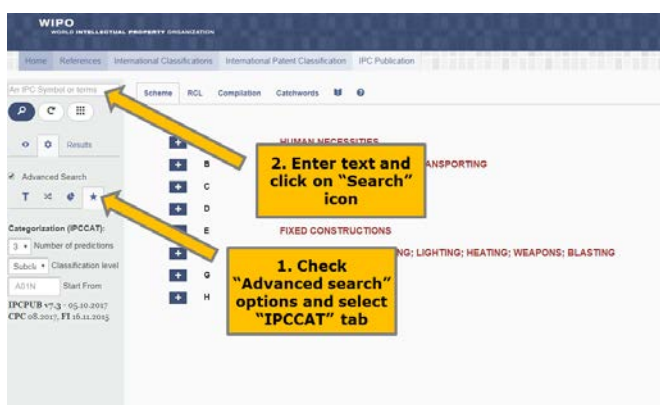 WIPO
WORLD INTELLECTUAL PROPERTY ORGANIZATION
Home References International Classifications International Patent Classification IPC Publication
An IPC Symbol or terms
Scheme RCL Compilation Catchwords
Results
Advanced Search
Categorization (IPCCAT):
3 Number of predictions
Subcla Classification level
A01N Start From
IPCPUB v7.3 - 05.10.2017
CPC 08.2017, FI 16.11.2015
HUMAN NECESSITIES
B
ANSPORTING
C
D
E FIXED CONSTRUCTIONS
NG; LIGHTING; HEATING; WEAPONS; BLASTING
G
H
2. Enter text and
click on “Search”
icon
1. Check
“Advanced search”
options and select
“IPCCAT” tab